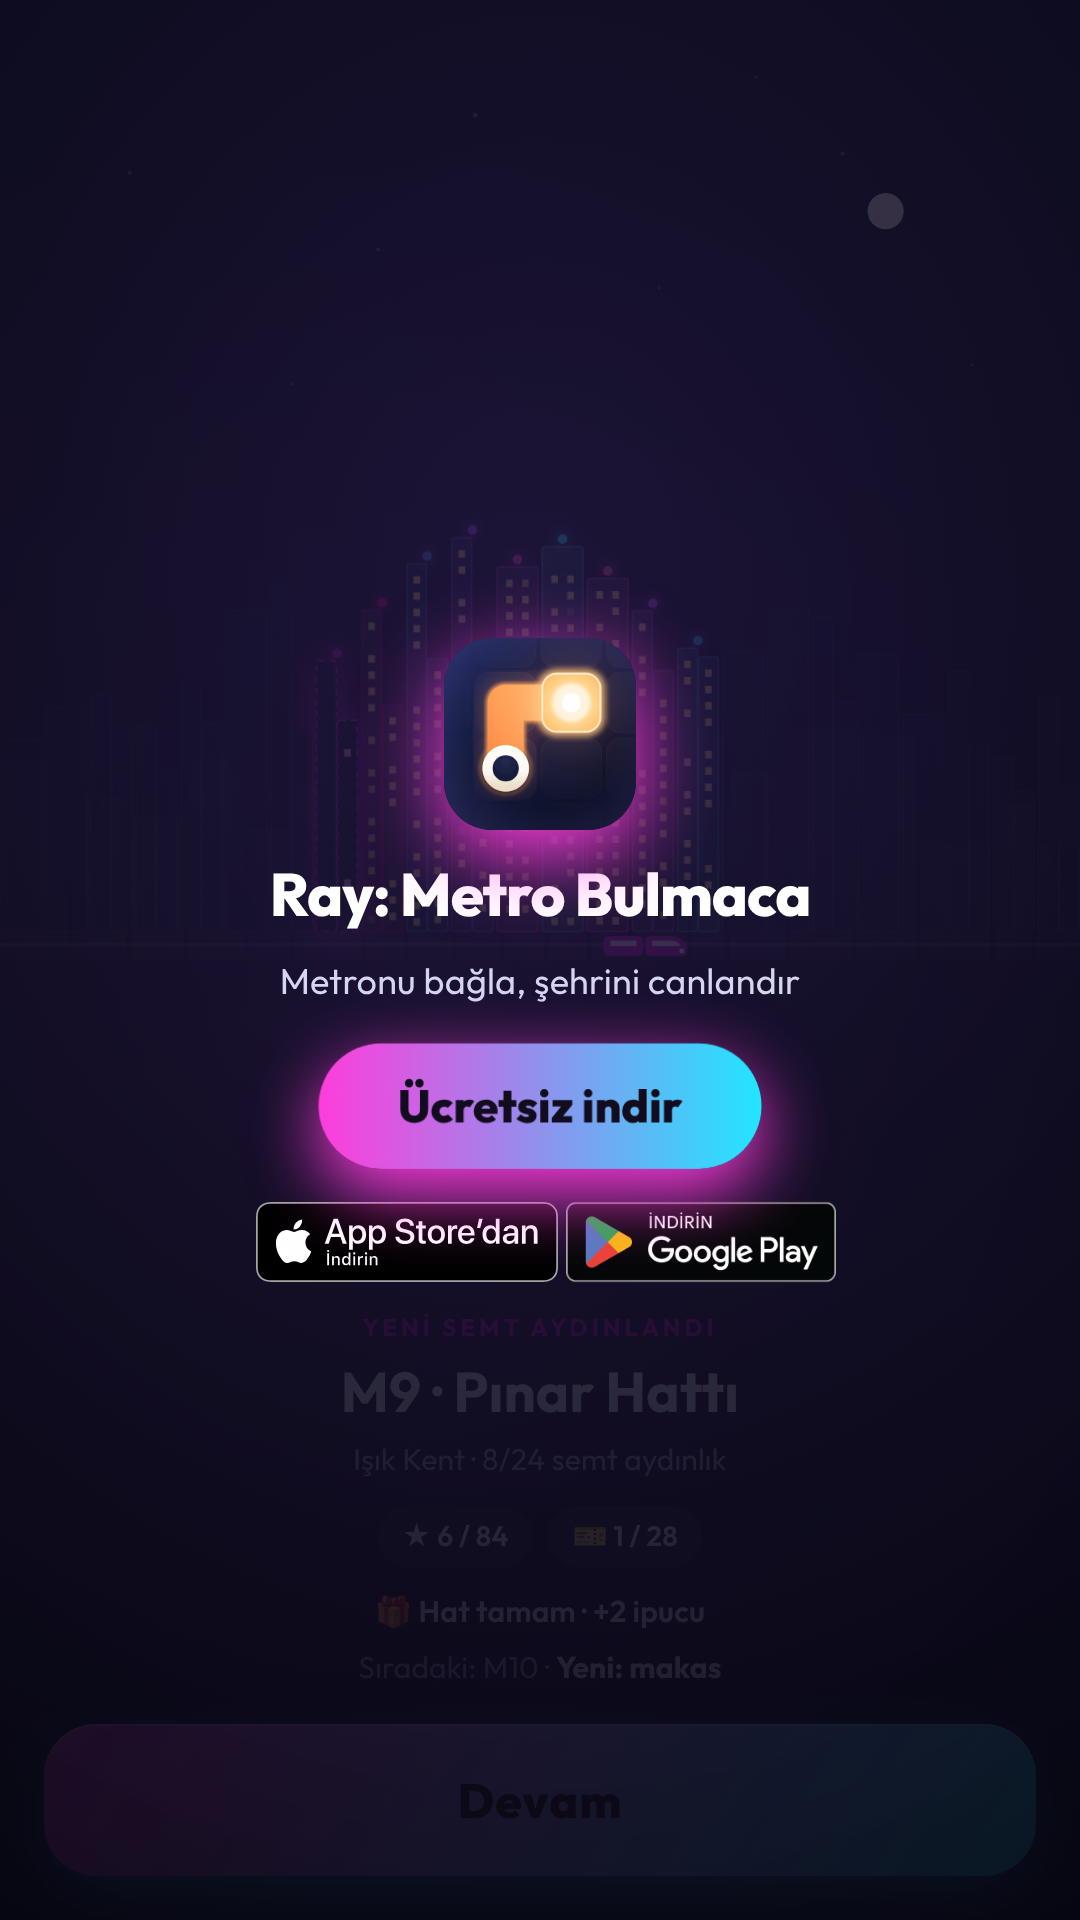 Ray: Metro Bulmaca
Metronu bağla, şehrini canlandır
Ücretsiz indir
App Store’dan
İndirin
İNDİRİN
Google Play
YENİ SEMT AYDINLANDI
M9 · Pınar Hattı
Işık Kent · 8/24 semt aydınlık
★ 6 / 84
🎫 1 / 28
🎁 Hat tamam · +2 ipucu
Sıradaki: M10 · Yeni: makas
Devam